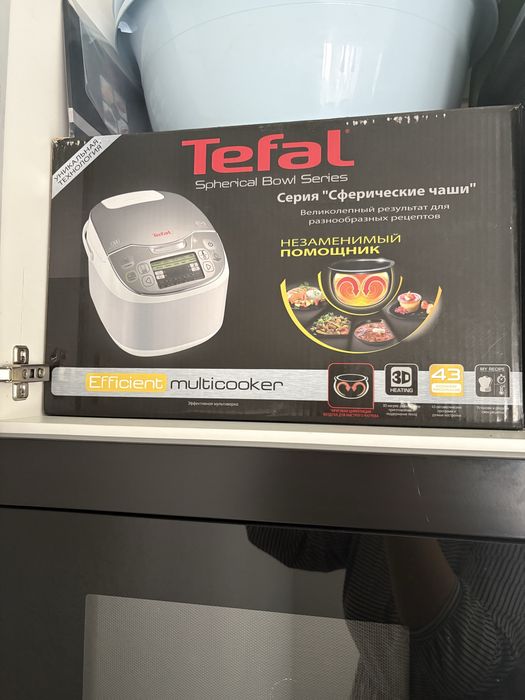 УНИКАЛЬНАЯ
ТЕХНОЛОГИЯ*
Tefal
Spherical Bowl Series
Серия "Сферические чаши"
Великолепный результат для
разнообразных рецептов
НЕЗАМЕНИМЫЙ
ПОМОЩНИК
Tefal
Efficient multicooker
Эффективная мультиварка
3D
HEATING
43
MY RECIPE